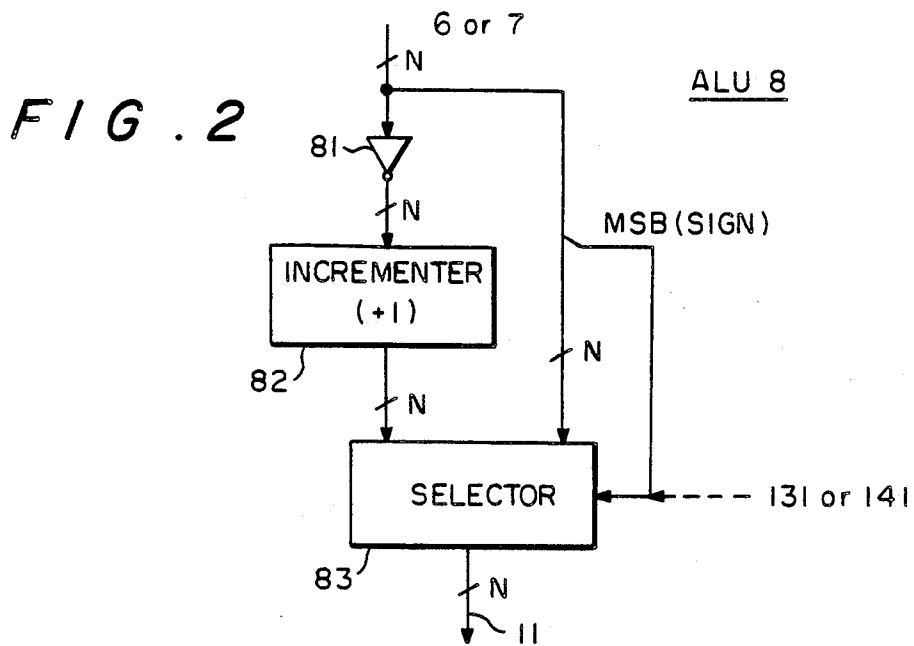 6 or 7
N
ALU 8
FIG. 2
81
N
MSB (SIGN)
INCREMENTER
(+1)
N
82
N
SELECTOR
131 or 141
83
N
11